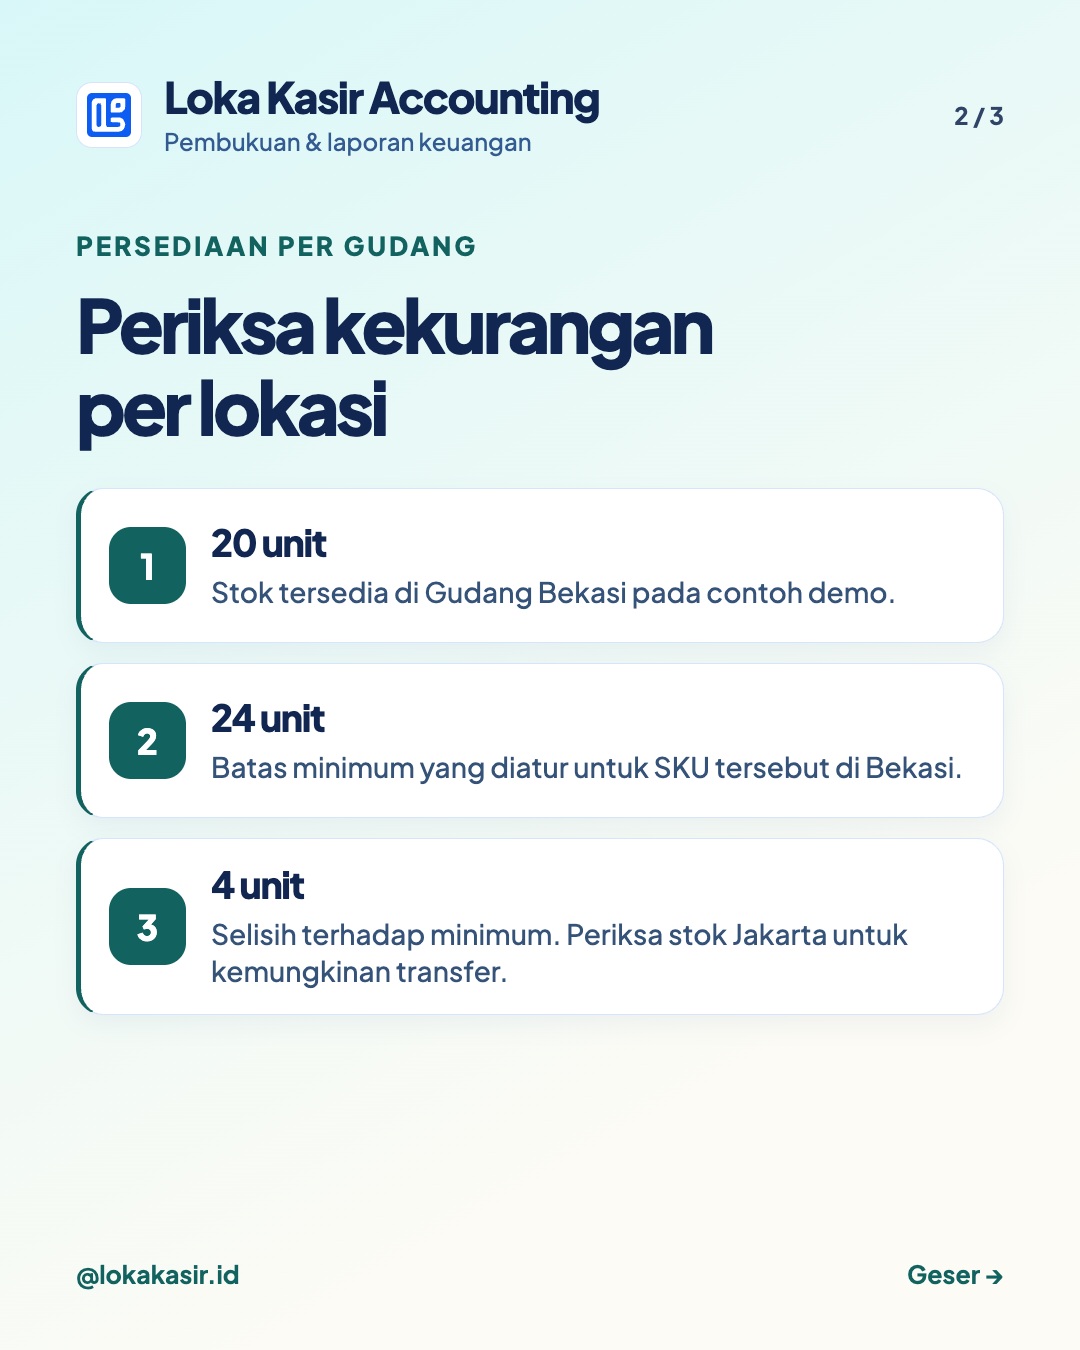 Loka Kasir Accounting
Pembukuan & laporan keuangan
2 / 3
PERSEDIAAN PER GUDANG
Periksa kekurangan
per lokasi
1
20 unit
Stok tersedia di Gudang Bekasi pada contoh demo.
2
24 unit
Batas minimum yang diatur untuk SKU tersebut di Bekasi.
3
4 unit
Selisih terhadap minimum. Periksa stok Jakarta untuk
kemungkinan transfer.
@lokakasir.id
Geser →